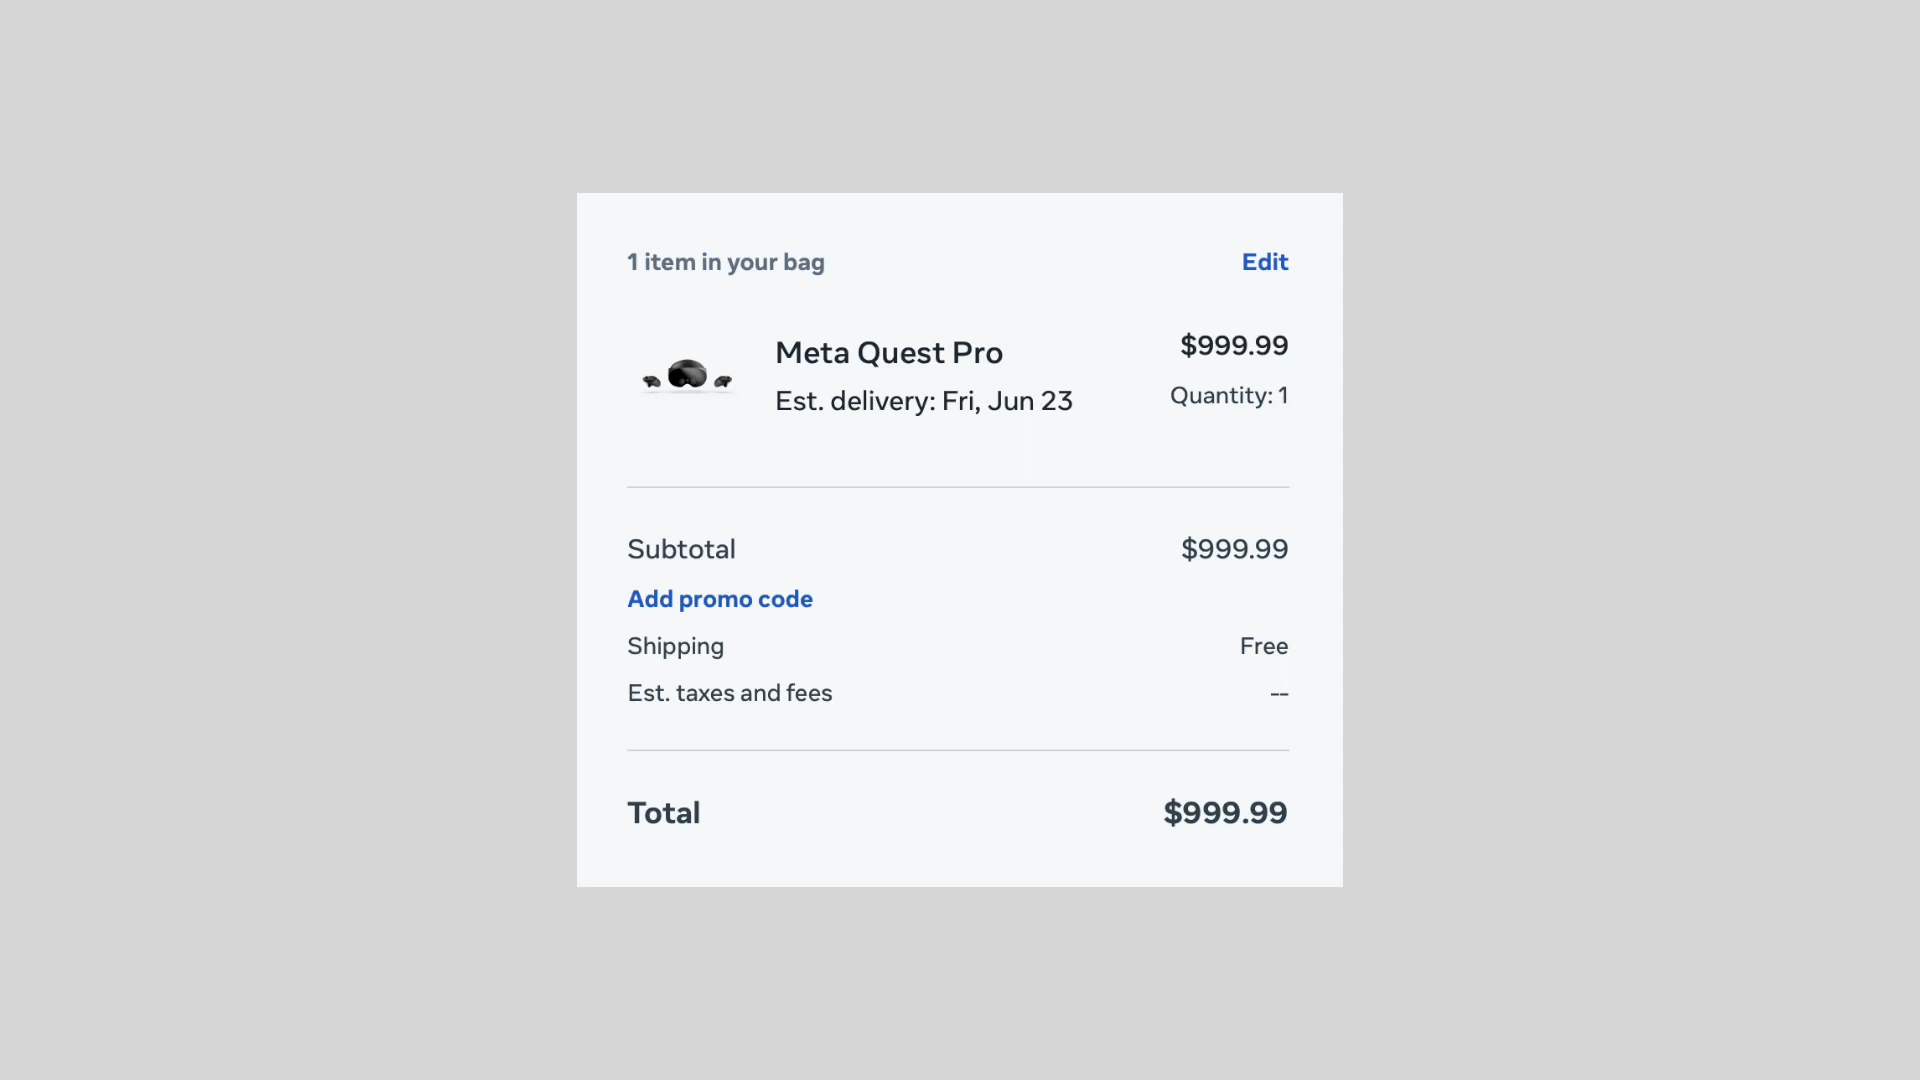 1 item in your bag Edit
Meta Quest Pro $999.99
Est. delivery: Fri, Jun 23 Quantity: 1
Subtotal $999.99
Add promo code
Shipping Free
Est. taxes and fees --
Total $999.99